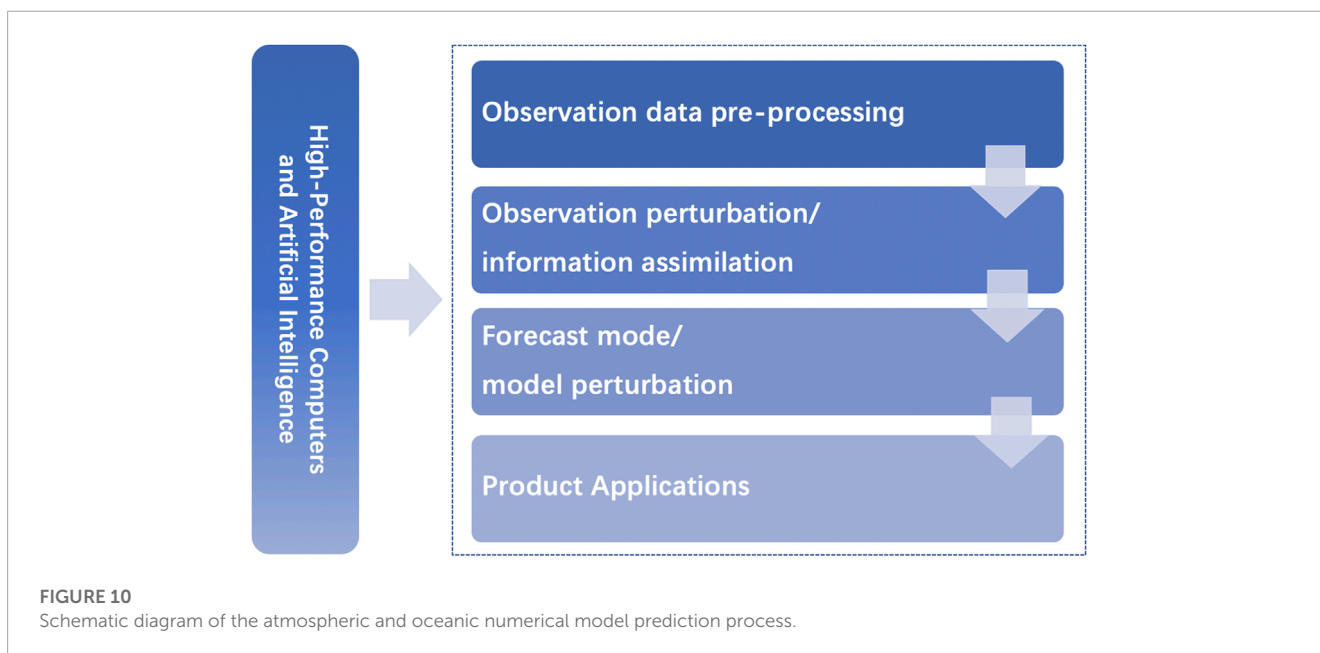 High-Performance Computers
and Artificial Intelligence
Observation data pre-processing
Observation perturbation/
information assimilation
Forecast mode/
model perturbation
Product Applications
FIGURE 10
Schematic diagram of the atmospheric and oceanic numerical model prediction process.